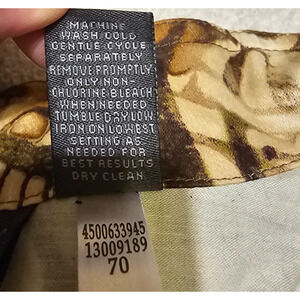 MACHINE
WASH COLD
GENTLE CYCLE
SEPARATELY
REMOVE PROMPTLY
ONLY NON-
CHLORINE BLEACH
WHEN NEEDED
TUMBLE DRY LOW
IRON ON LOWEST
SETTING AS
NEEDED FOR
BEST RESULTS
DRY CLEAN.
4500633945
13009189
70